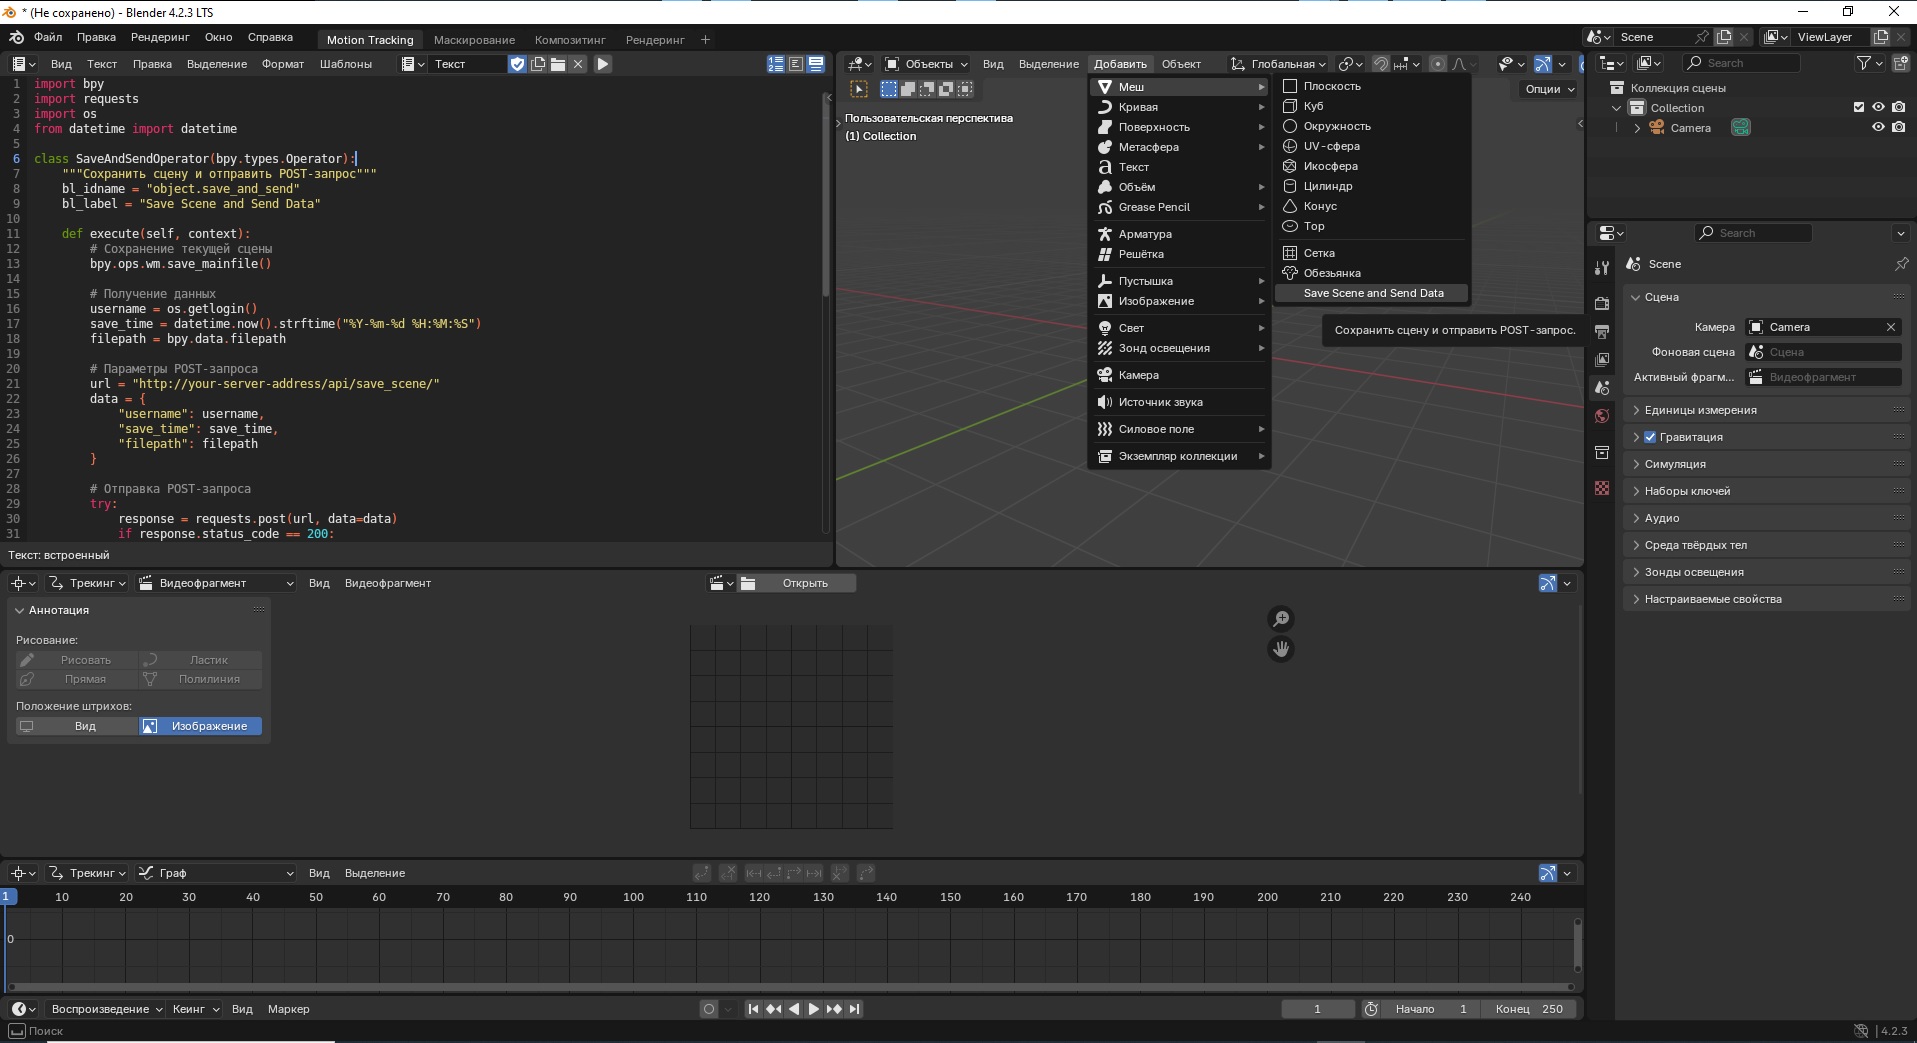 * (Не сохранено) - Blender 4.2.3 LTS
Файл Правка Рендеринг Окно Справка
Motion Tracking Маскирование Композитинг Рендеринг +
Scene ViewLayer
Вид Текст Правка Выделение Формат Шаблоны Текст
1 import bpy
2 import requests
3 import os
4 from datetime import datetime
5
6 class SaveAndSendOperator(bpy.types.Operator):
7 """Сохранить сцену и отправить POST-запрос"""
8 bl_idname = "object.save_and_send"
9 bl_label = "Save Scene and Send Data"
10
11 def execute(self, context):
12 # Сохранение текущей сцены
13 bpy.ops.wm.save_mainfile()
14
15 # Получение данных
16 username = os.getlogin()
17 save_time = datetime.now().strftime("%Y-%m-%d %H:%M:%S")
18 filepath = bpy.data.filepath
19
20 # Параметры POST-запроса
21 url = "http://your-server-address/api/save_scene/"
22 data = {
23 "username": username,
24 "save_time": save_time,
25 "filepath": filepath
26 }
27
28 # Отправка POST-запроса
29 try:
30 response = requests.post(url, data=data)
31 if response.status_code == 200:
Текст: встроенный
Объекты Вид Выделение Добавить Объект Глобальная
Опции
Пользовательская перспектива
(1) Collection
Меш
Кривая
Поверхность
Метасфера
Текст
Объём
Grease Pencil
Арматура
Решётка
Пустышка
Изображение
Свет
Зонд освещения
Камера
Источник звука
Силовое поле
Экземпляр коллекции
Плоскость
Куб
Окружность
UV-сфера
Икосфера
Цилиндр
Конус
Тор
Сетка
Обезьянка
Save Scene and Send Data
Сохранить сцену и отправить POST-запрос.
Search
Коллекция сцены
Collection
Camera
Search
Scene
Сцена
Камера Camera
Фоновая сцена Сцена
Активный фрагм... Видеофрагмент
Единицы измерения
Гравитация
Симуляция
Наборы ключей
Аудио
Среда твёрдых тел
Зонды освещения
Настраиваемые свойства
Трекинг Видеофрагмент Вид Видеофрагмент Открыть
Аннотация
Рисование:
Рисовать Ластик
Прямая Полилиния
Положение штрихов:
Вид Изображение
Трекинг Граф Вид Выделение
1 10 20 30 40 50 60 70 80 90 100 110 120 130 140 150 160 170 180 190 200 210 220 230 240
0
Воспроизведение Кеинг Вид Маркер 1 Начало 1 Конец 250
Поиск 4.2.3